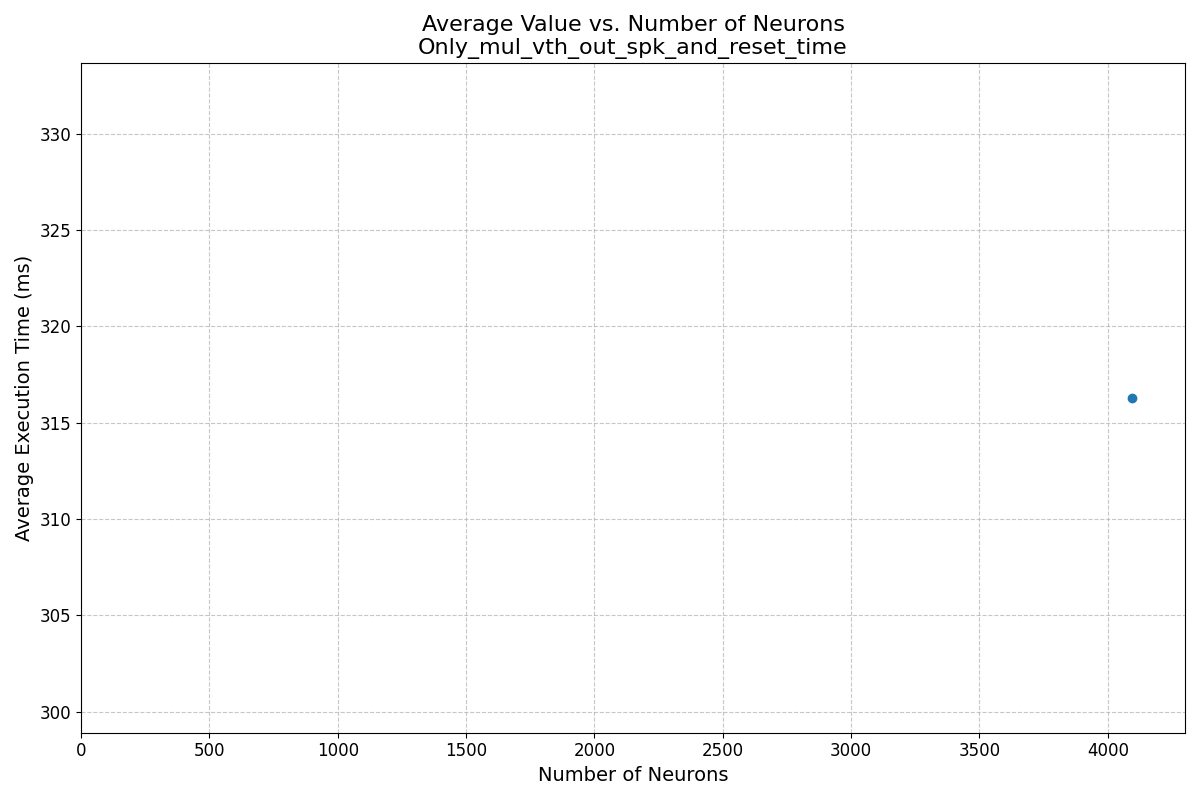 Average Value vs. Number of Neurons
Only_mul_vth_out_spk_and_reset_time
Average Execution Time (ms)
330
325
320
315
310
305
300
0 500 1000 1500 2000 2500 3000 3500 4000
Number of Neurons